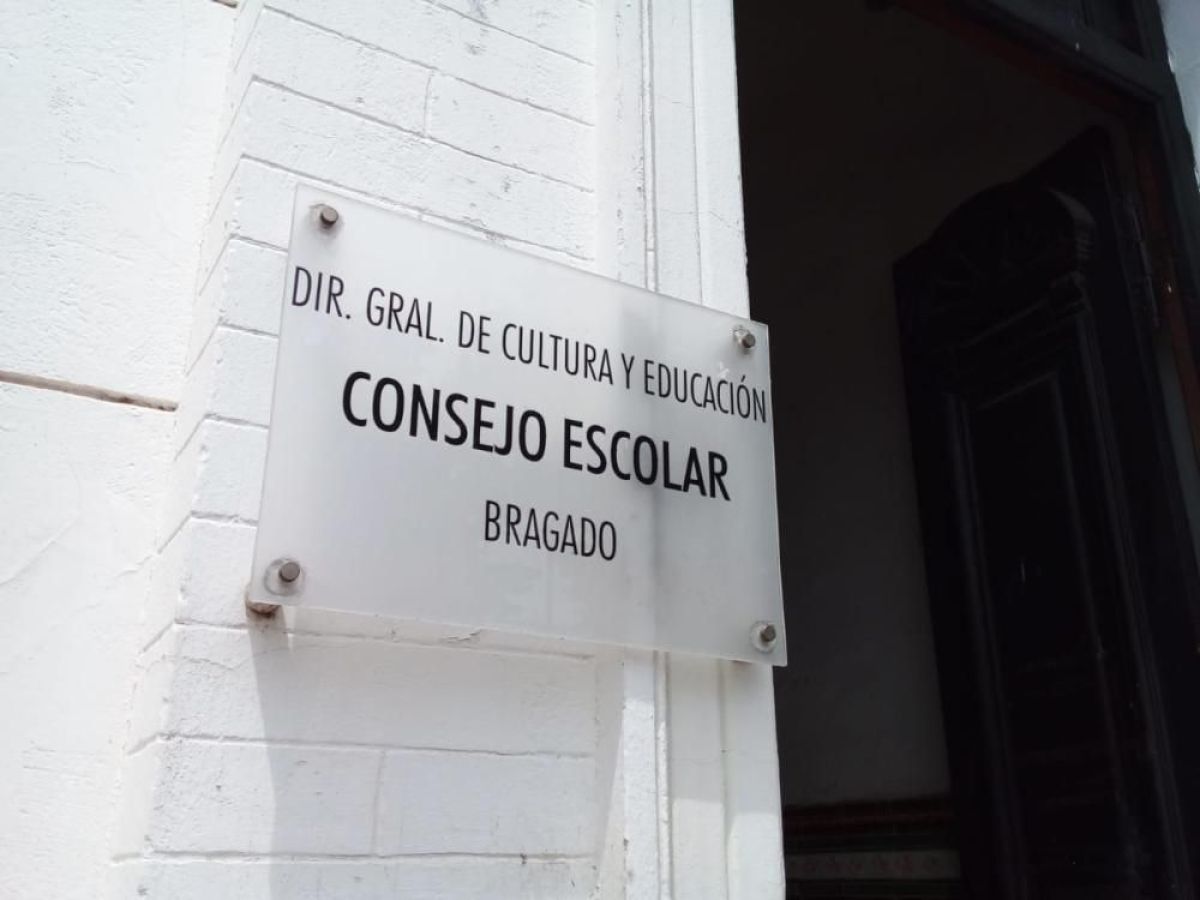 DIR. GRAL. DE CULTURA Y EDUCACIÓN
CONSEJO ESCOLAR
BRAGADO